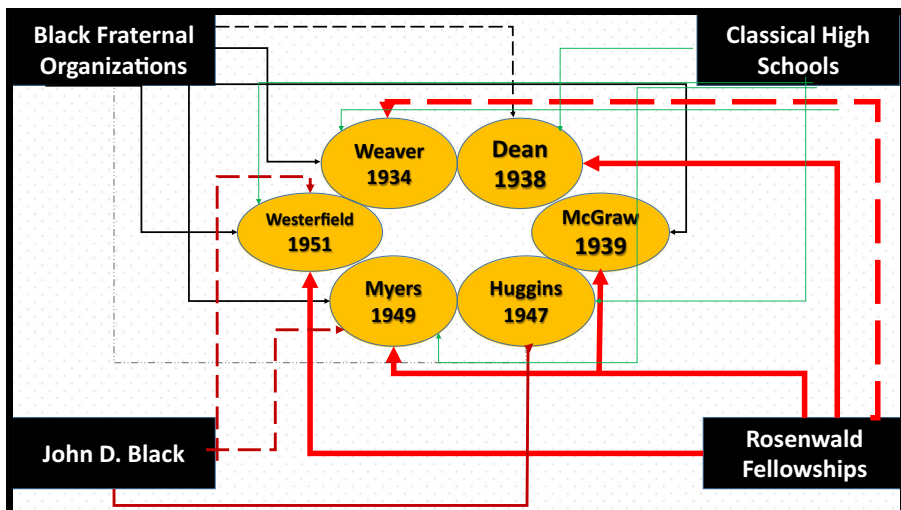 Black Fraternal
Organizations
Classical High
Schools
Weaver
1934
Dean
1938
Westerfield
1951
McGraw
1939
Myers
1949
Huggins
1947
John D. Black
Rosenwald
Fellowships